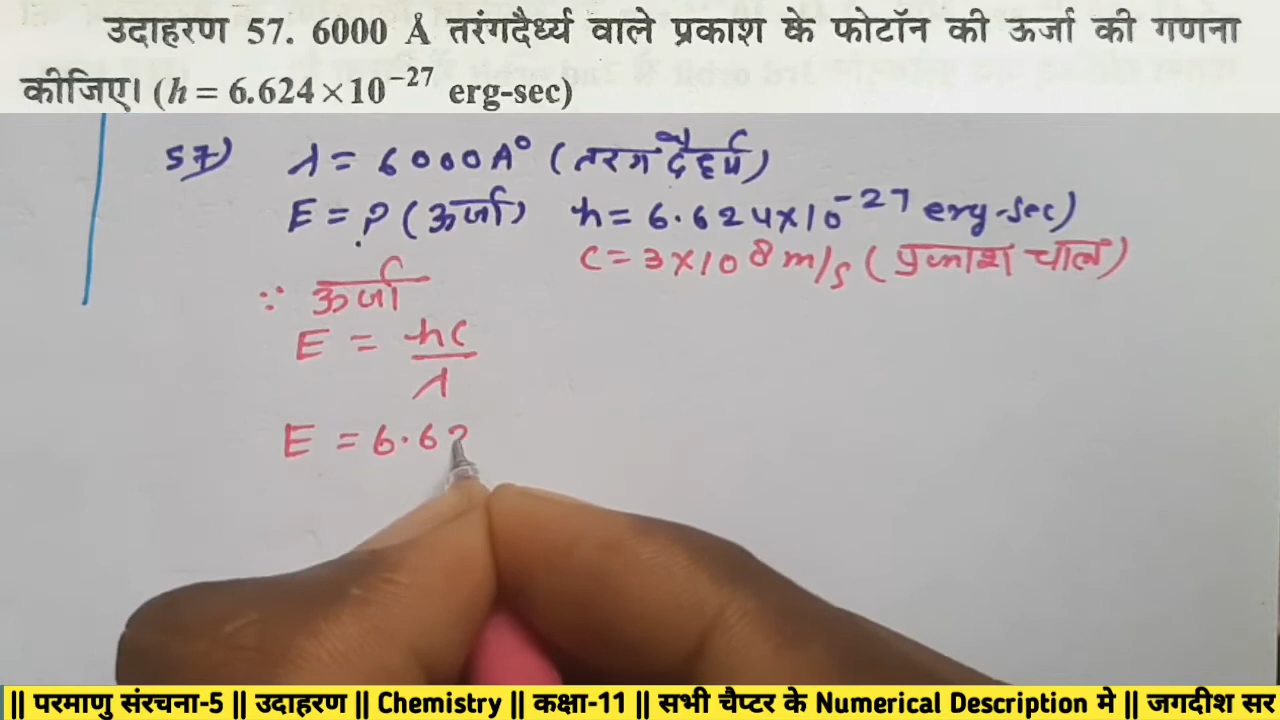 उदाहरण 57. 6000 Å तरंगदैर्ध्य वाले प्रकाश के फोटॉन की ऊर्जा की गणना
कीजिए। (h = 6.624×10⁻²⁷ erg-sec)
57) λ = 6000A° (तरंग दैर्ध्य)
E = ? (ऊर्जा) h = 6.624×10⁻²⁷ erg-sec)
C = 3×10⁸ m/s (प्रकाश चाल)
∵ ऊर्जा
E = hc/λ
E = 6.62
|| परमाणु संरचना-5 || उदाहरण || Chemistry || कक्षा-11 || सभी चैप्टर के Numerical Description मे || जगदीश सर